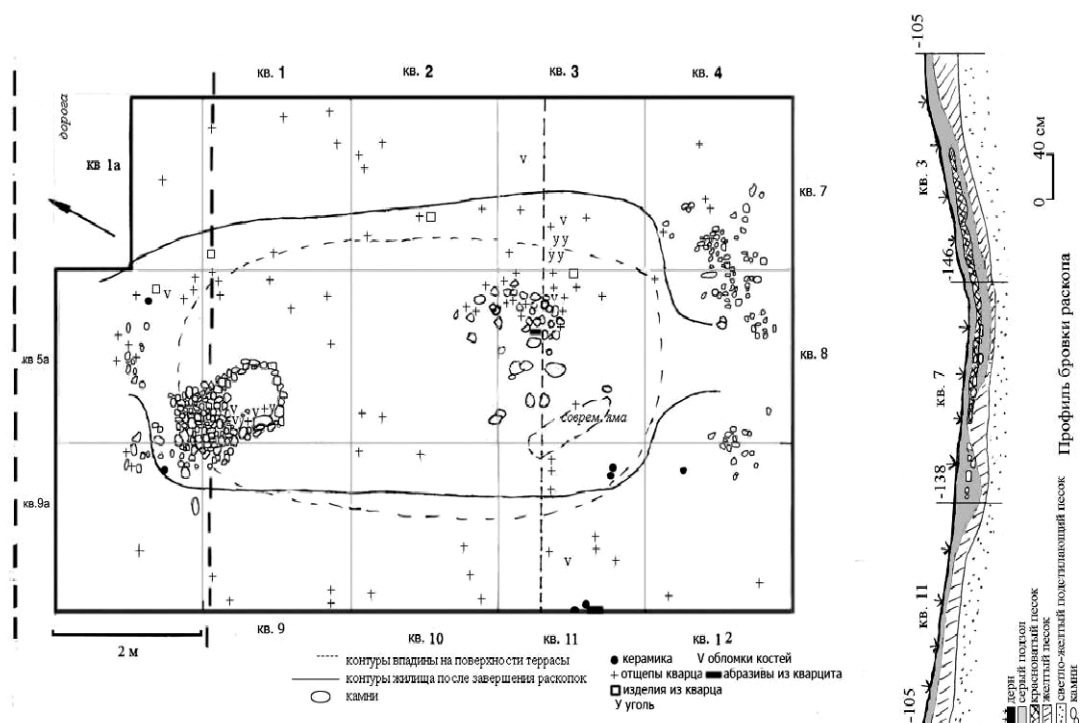 кв. 1
кв. 2
кв. 3
кв. 4
дорога
кв 1а
кв. 7
кв 5а
кв. 8
соврем. яма
кв.9а
кв. 9
кв. 10
кв. 11
кв. 12
2 м
контуры впадины на поверхности террасы
контуры жилища после завершения раскопок
камни
керамика
V обломки костей
+ отщепы кварца
абразивы из кварцита
изделия из кварца
У уголь
v
v
у у
у у
v
v
v
-105
кв. 3
-146
кв. 7
-138
кв. 11
-105
0 40 см
Профиль бровки раскопа
дерн
серый подзол
красноватый песок
желтый песок
светло-желтый подстилающий песок
камни